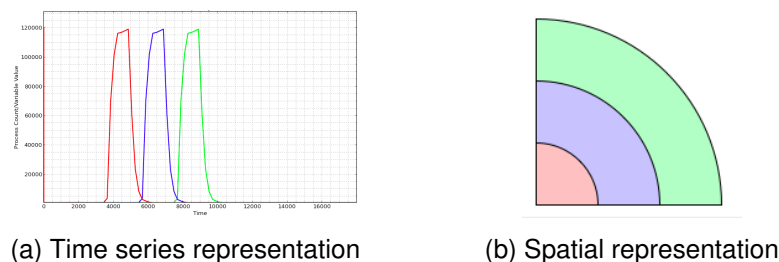 120000
100000
80000
60000
40000
20000
Process Count/Variable Value
0 2000 4000 6000 8000 10000 12000 14000 16000
Time
(a) Time series representation
(b) Spatial representation